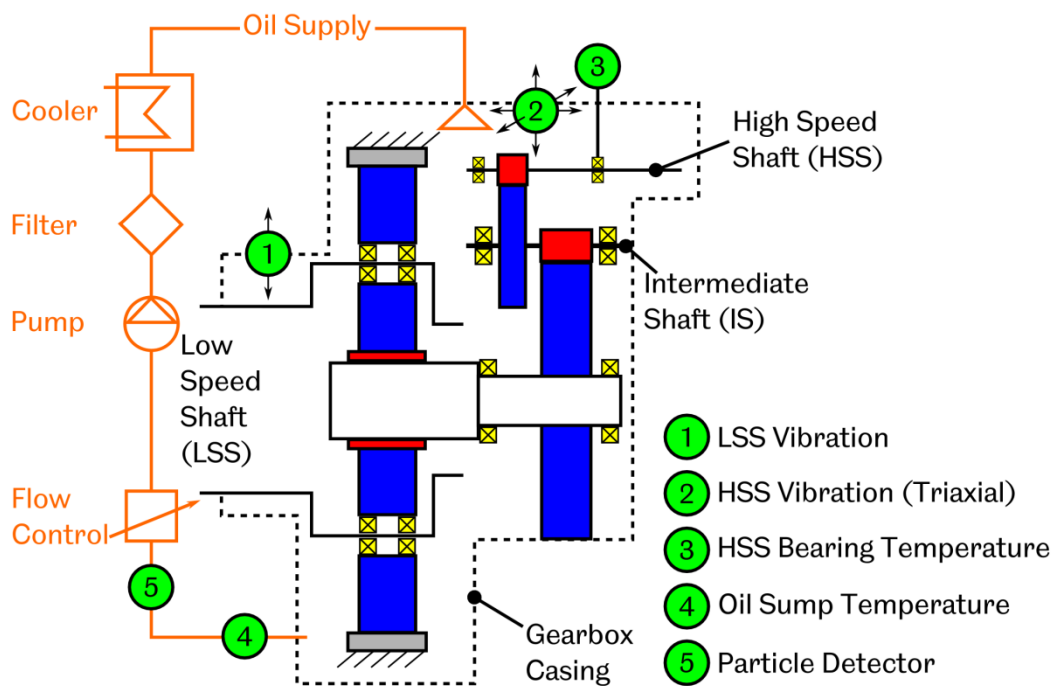 Oil Supply
Cooler
Filter
Pump
Flow
Control
Low
Speed
Shaft
(LSS)
1
2
3
High Speed
Shaft (HSS)
Intermediate
Shaft (IS)
5
4
Gearbox
Casing
1 LSS Vibration
2 HSS Vibration (Triaxial)
3 HSS Bearing Temperature
4 Oil Sump Temperature
5 Particle Detector